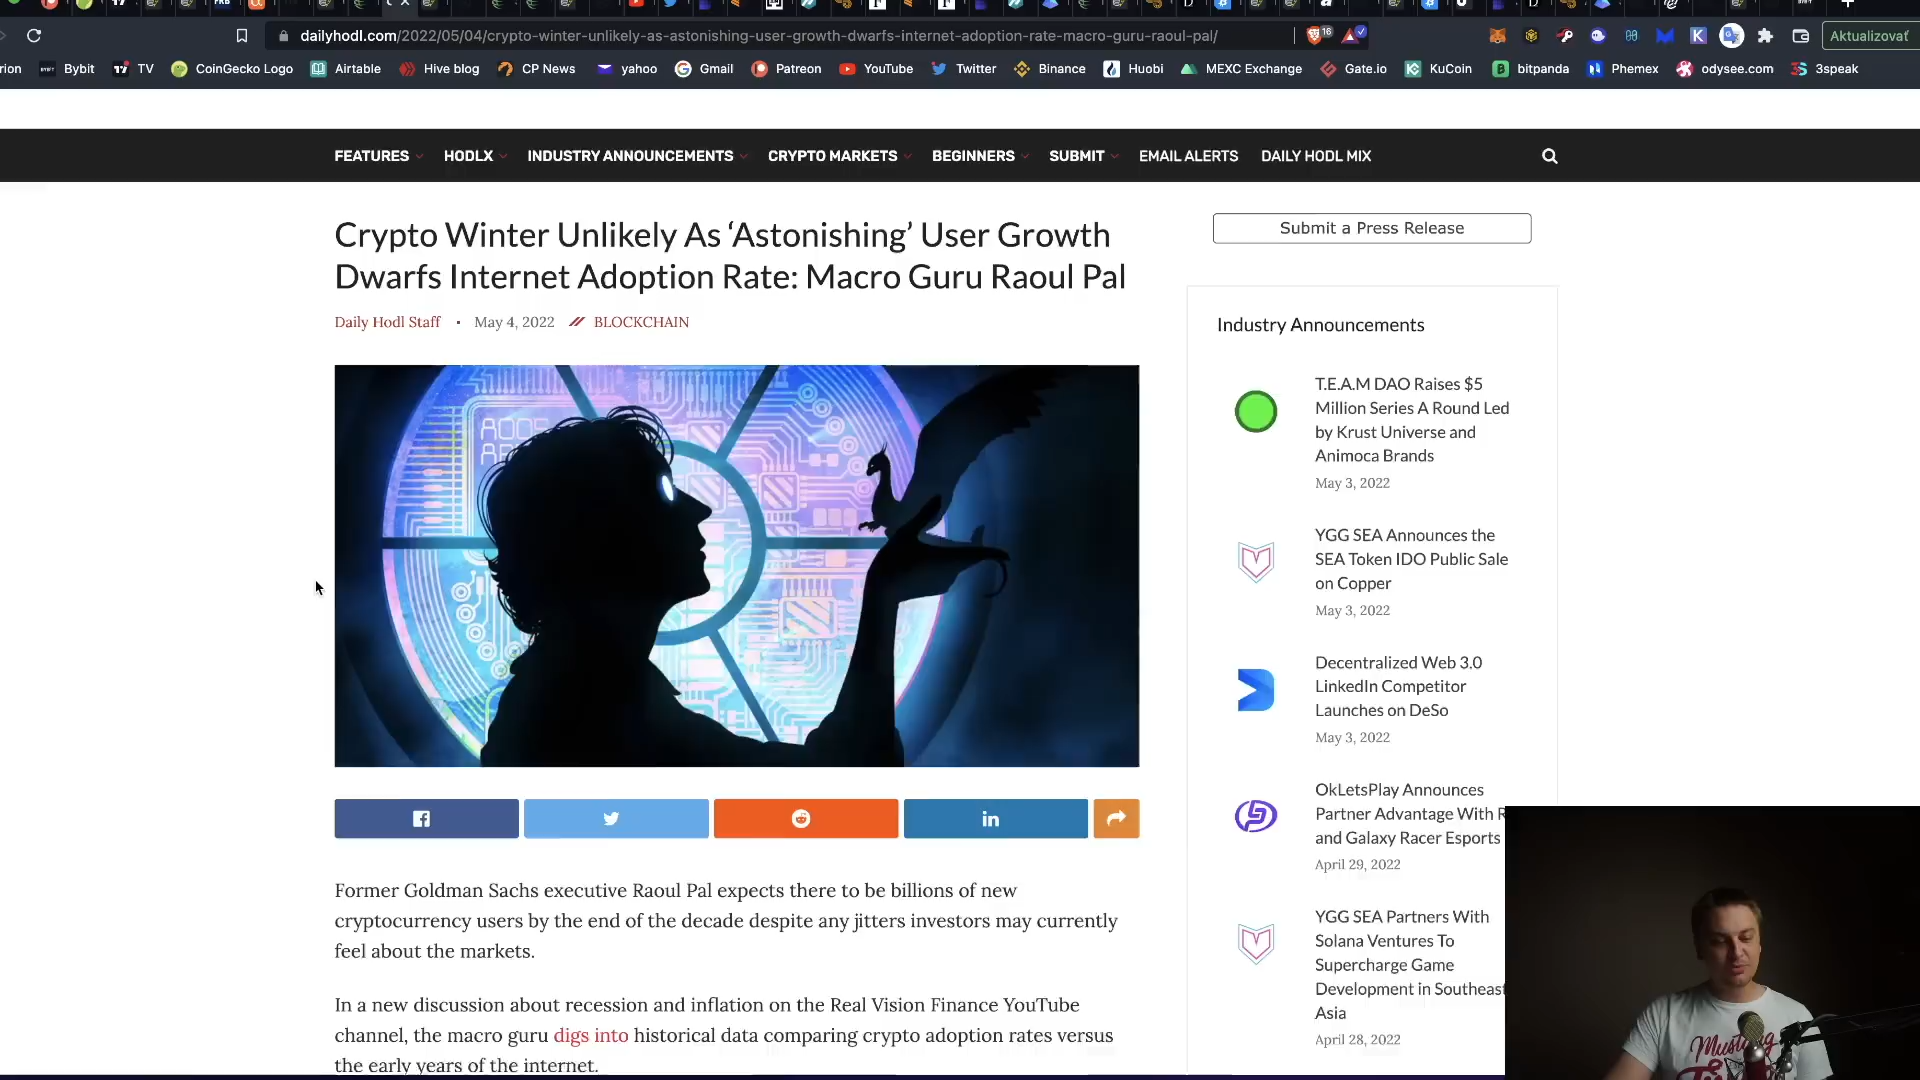 dailyhodl.com/2022/05/04/crypto-winter-unlikely-as-astonishing-user-growth-dwarfs-internet-adoption-rate-macro-guru-raoul-pal/
16
Aktualizovať
rion Bybit TV CoinGecko Logo Airtable Hive blog CP News yahoo Gmail Patreon YouTube Twitter Binance Huobi MEXC Exchange Gate.io KuCoin bitpanda Phemex odysee.com 3speak
FEATURES HODLX INDUSTRY ANNOUNCEMENTS CRYPTO MARKETS BEGINNERS SUBMIT EMAIL ALERTS DAILY HODL MIX
Crypto Winter Unlikely As ‘Astonishing’ User Growth
Dwarfs Internet Adoption Rate: Macro Guru Raoul Pal
Daily Hodl Staff • May 4, 2022 BLOCKCHAIN
Former Goldman Sachs executive Raoul Pal expects there to be billions of new
cryptocurrency users by the end of the decade despite any jitters investors may currently
feel about the markets.
In a new discussion about recession and inflation on the Real Vision Finance YouTube
channel, the macro guru digs into historical data comparing crypto adoption rates versus
the early years of the internet.
Submit a Press Release
Industry Announcements
T.E.A.M DAO Raises $5
Million Series A Round Led
by Krust Universe and
Animoca Brands
May 3, 2022
YGG SEA Announces the
SEA Token IDO Public Sale
on Copper
May 3, 2022
Decentralized Web 3.0
LinkedIn Competitor
Launches on DeSo
May 3, 2022
OkLetsPlay Announces
Partner Advantage With R
and Galaxy Racer Esports
April 29, 2022
YGG SEA Partners With
Solana Ventures To
Supercharge Game
Development in Southeast
Asia
April 28, 2022